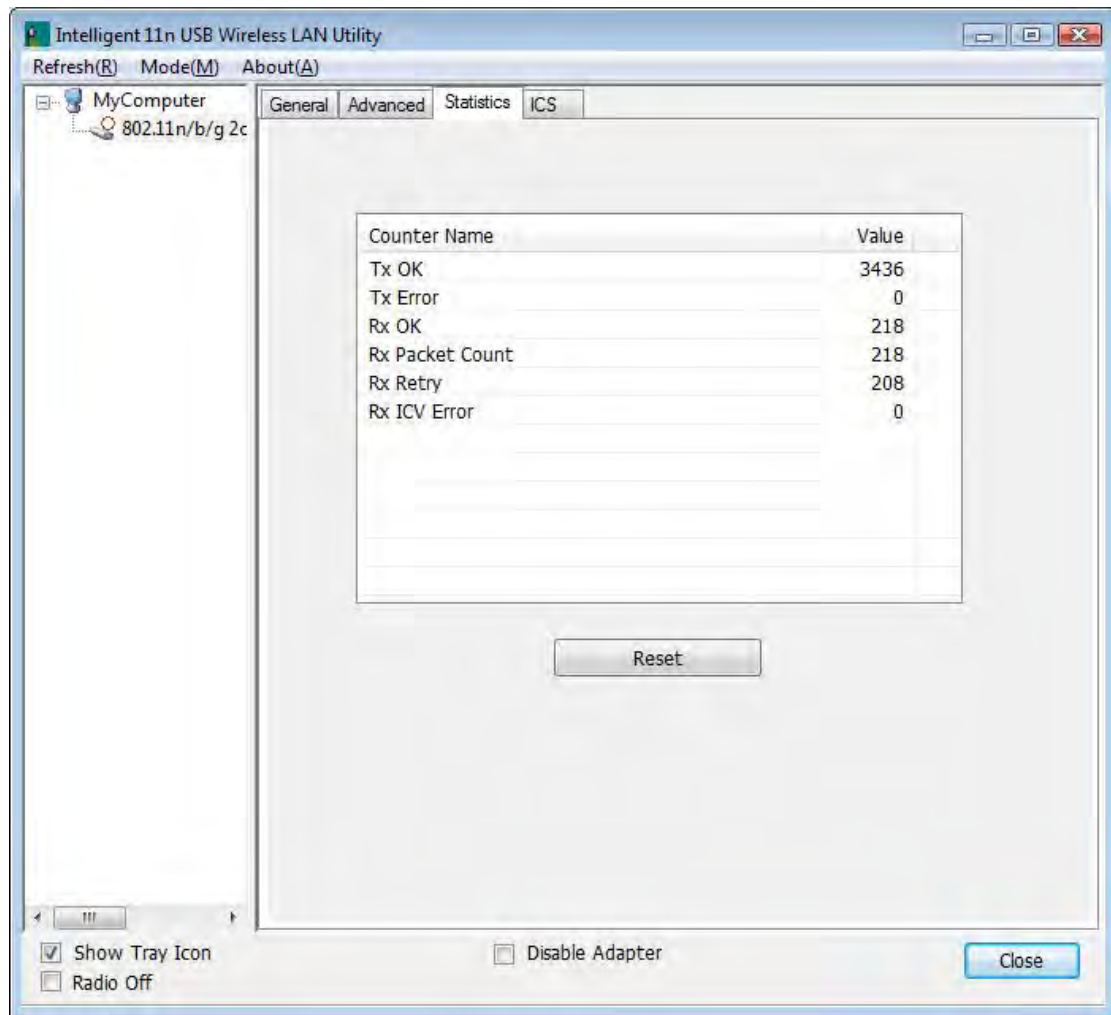 Intelligent 11n USB Wireless LAN Utility
Refresh(R) Mode(M) About(A)
MyComputer
802.11n/b/g 2c
General Advanced Statistics ICS
Counter Name Value
Tx OK 3436
Tx Error 0
Rx OK 218
Rx Packet Count 218
Rx Retry 208
Rx ICV Error 0
Reset
Show Tray Icon
Radio Off
Disable Adapter
Close